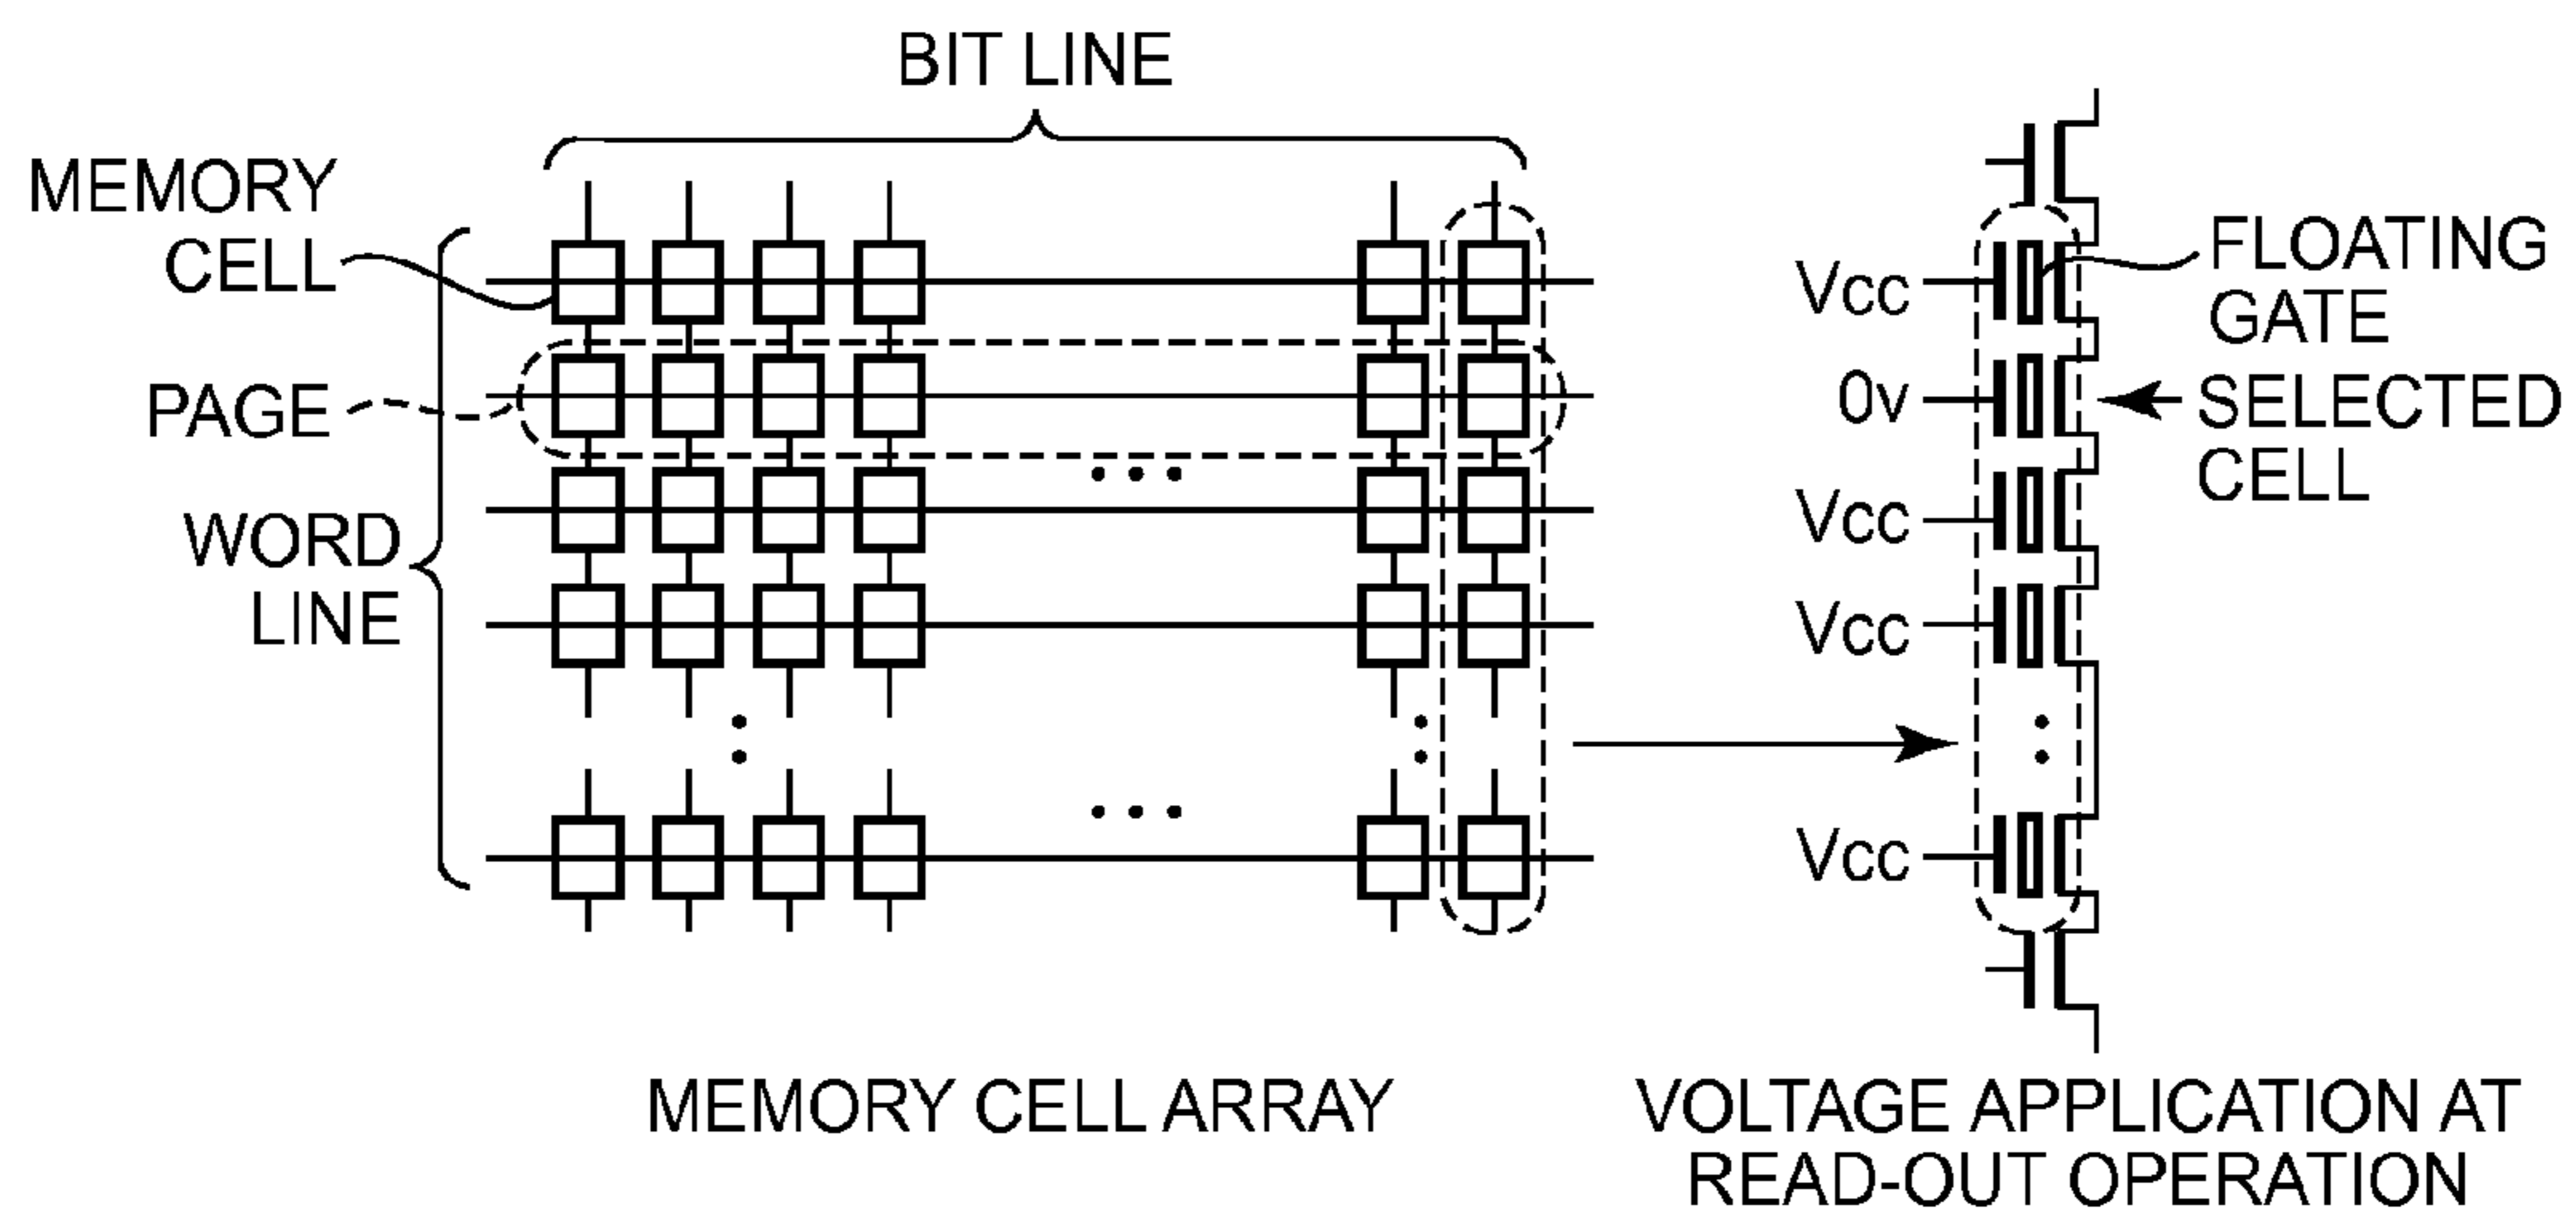 BIT LINE
MEMORY
CELL
PAGE
WORD
LINE
MEMORY CELL ARRAY
Vcc
0v
Vcc
Vcc
Vcc
FLOATING
GATE
SELECTED
CELL
VOLTAGE APPLICATION AT
READ-OUT OPERATION